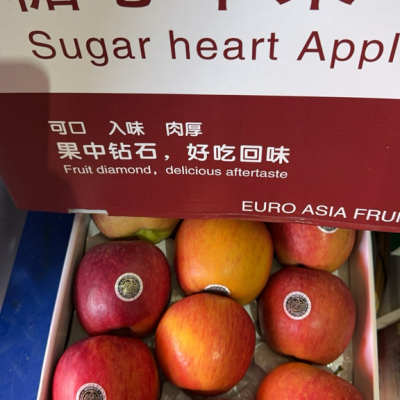 Sugar heart Appl
可口 入味 肉厚
果中钻石，好吃回味
Fruit diamond, delicious aftertaste
EURO ASIA FRUI